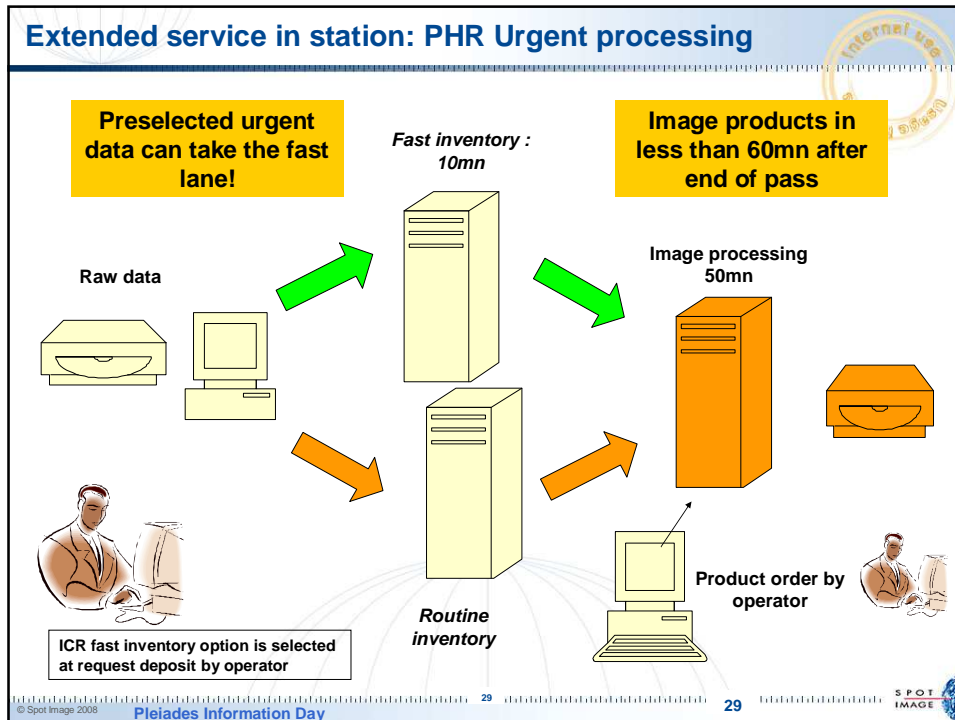 Extended service in station: PHR Urgent processing
Internal use
Preselected urgent
data can take the fast
lane!
Fast inventory :
10mn
Image products in
less than 60mn after
end of pass
Raw data
Image processing
50mn
Routine
inventory
Product order by
operator
ICR fast inventory option is selected
at request deposit by operator
© Spot Image 2008
Pleiades Information Day
29
29
SPOT
IMAGE